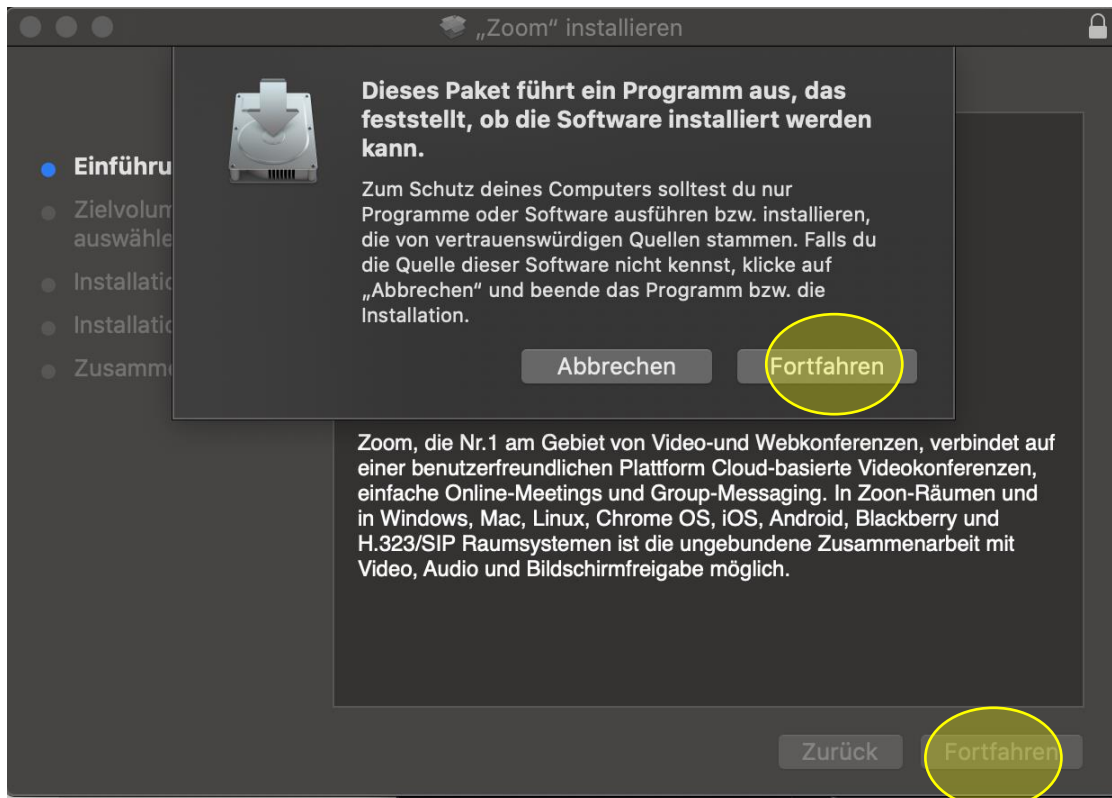 „Zoom“ installieren
Dieses Paket führt ein Programm aus, das
feststellt, ob die Software installiert werden
kann.
Zum Schutz deines Computers solltest du nur
Programme oder Software ausführen bzw. installieren,
die von vertrauenswürdigen Quellen stammen. Falls du
die Quelle dieser Software nicht kennst, klicke auf
„Abbrechen“ und beende das Programm bzw. die
Installation.
Abbrechen Fortfahren
Einführu
Zielvolum
auswähle
Installatio
Installatio
Zusamme
Zoom, die Nr.1 am Gebiet von Video-und Webkonferenzen, verbindet auf
einer benutzerfreundlichen Plattform Cloud-basierte Videokonferenzen,
einfache Online-Meetings und Group-Messaging. In Zoon-Räumen und
in Windows, Mac, Linux, Chrome OS, iOS, Android, Blackberry und
H.323/SIP Raumsystemen ist die ungebundene Zusammenarbeit mit
Video, Audio und Bildschirmfreigabe möglich.
Zurück Fortfahren